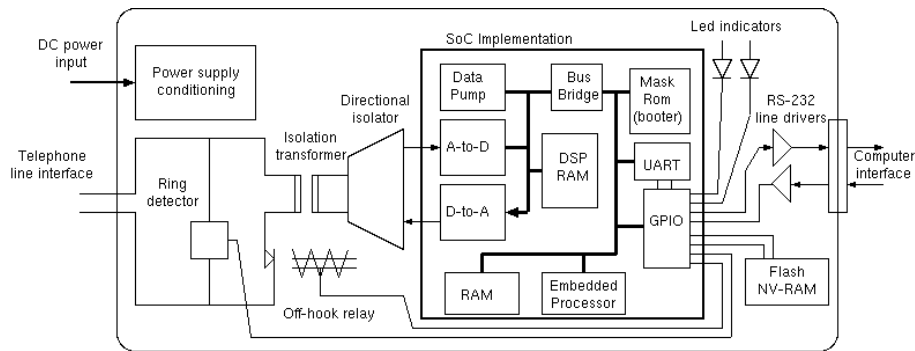 DC power
input
Power supply
conditioning
Telephone
line interface
Ring
detector
Isolation
transformer
Directional
isolator
Off-hook relay
SoC Implementation
Data
Pump
Bus
Bridge
Mask
Rom
(booter)
A-to-D
DSP
RAM
UART
D-to-A
GPIO
RAM
Embedded
Processor
Led indicators
RS-232
line drivers
Computer
interface
Flash
NV-RAM